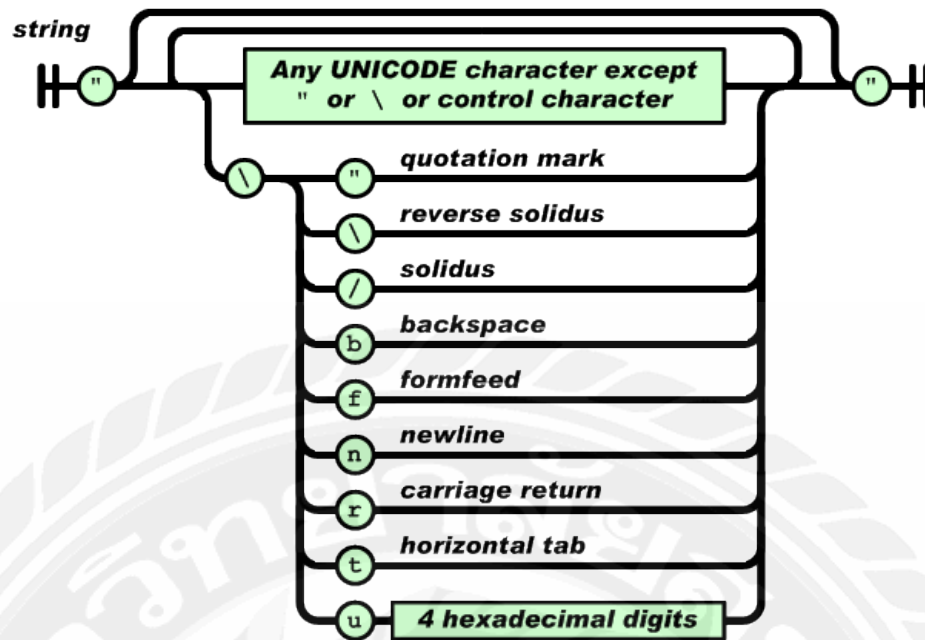 string
"
Any UNICODE character except
" or \ or control character
"
\
" quotation mark
\ reverse solidus
/ solidus
b backspace
f formfeed
n newline
r carriage return
t horizontal tab
u 4 hexadecimal digits